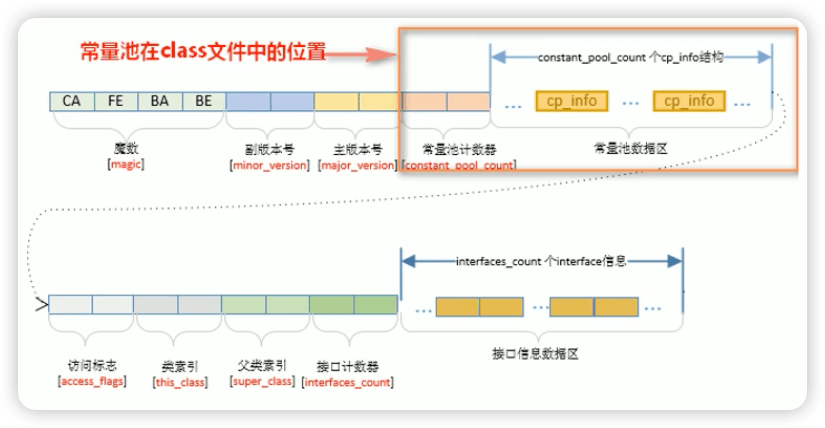 常量池在class文件中的位置
constant_pool_count 个cp_info结构
CA FE BA BE
... cp_info ... cp_info ...
魔数 副版本号 主版本号 常量池计数器 常量池数据区
[magic] [minor_version] [major_version] [constant_pool_count]
interfaces_count 个interface信息
... ... ...
访问标志 类索引 父类索引 接口计数器 接口信息数据区
[access_flags] [this_class] [super_class] [interfaces_count]